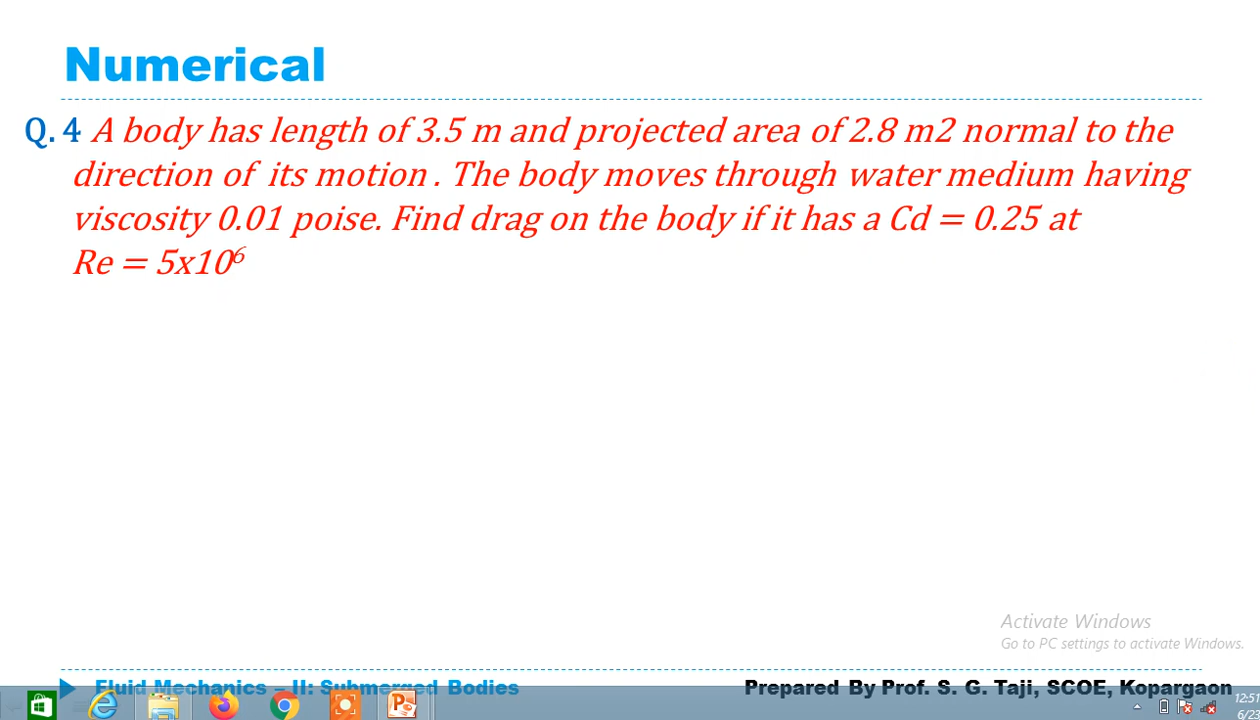 Numerical
Q. 4 A body has length of 3.5 m and projected area of 2.8 m2 normal to the
direction of its motion . The body moves through water medium having
viscosity 0.01 poise. Find drag on the body if it has a Cd = 0.25 at
Re = 5x10⁶
Activate Windows
Go to PC settings to activate Windows.
Fluid Mechanics – II: Submerged Bodies
Prepared By Prof. S. G. Taji, SCOE, Kopargaon
12:51